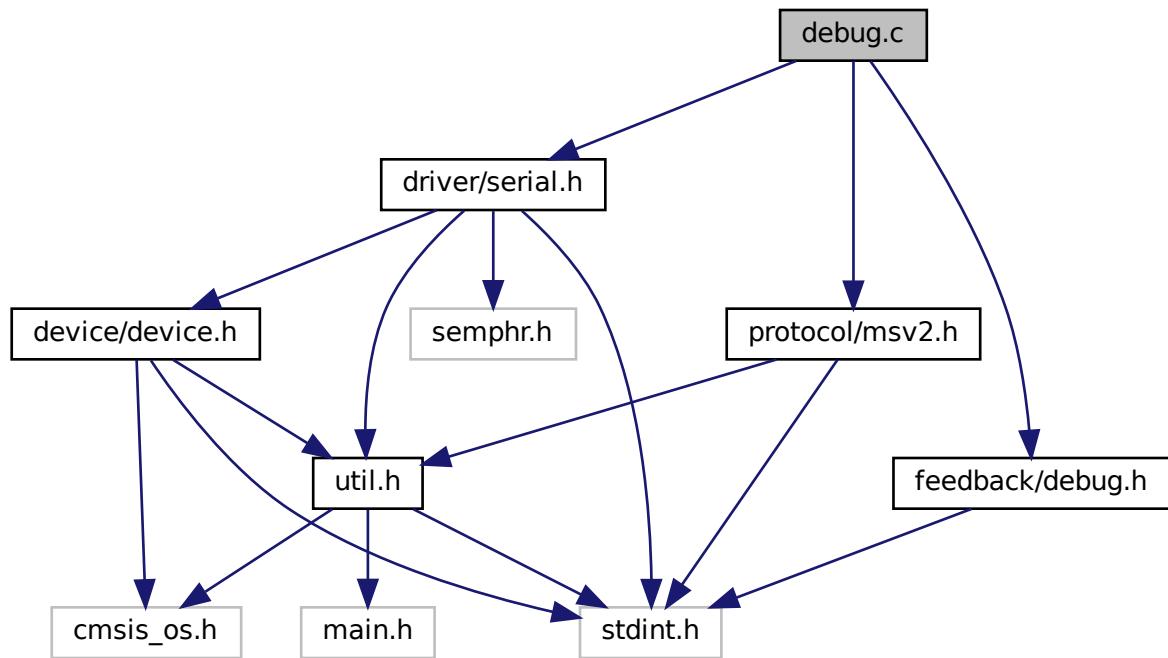 debug.c
driver/serial.h
device/device.h
semphr.h
protocol/msv2.h
util.h
feedback/debug.h
cmsis_os.h
main.h
stdint.h